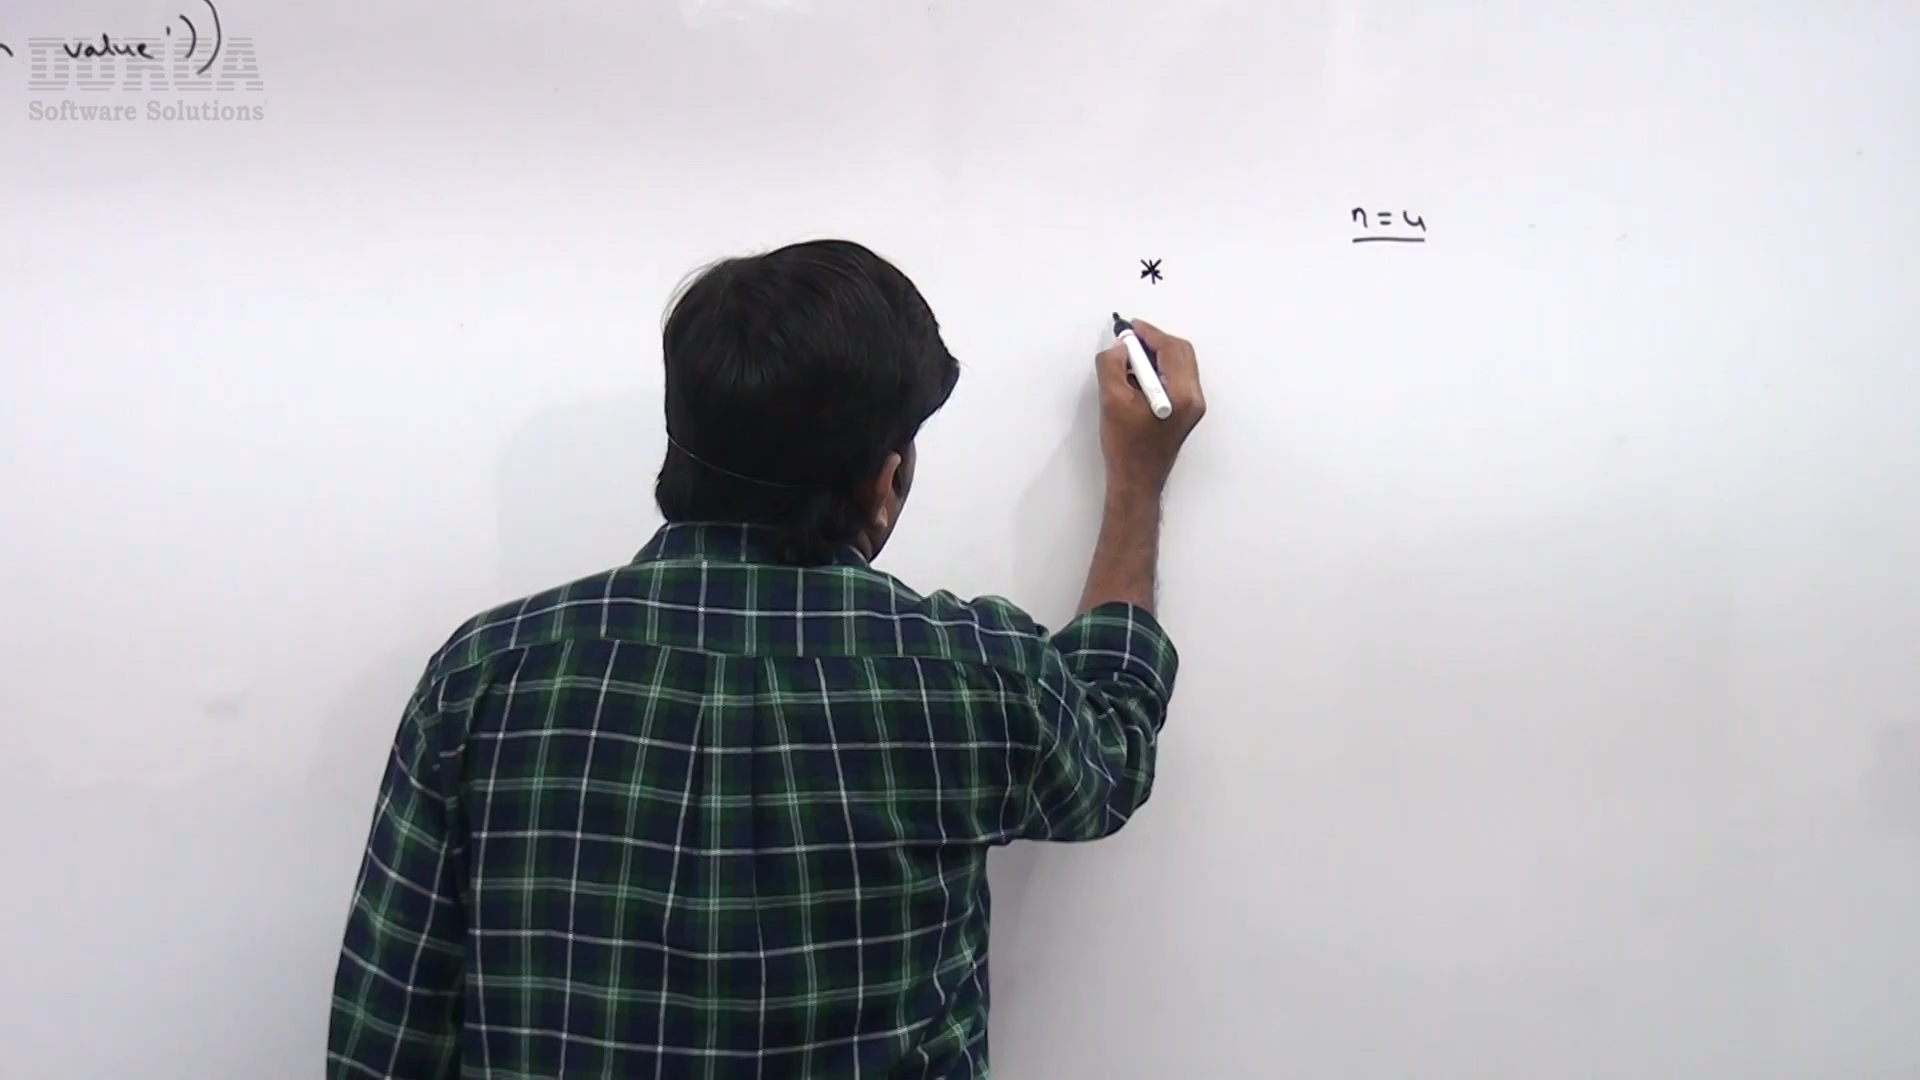 value'))
DURGA
Software Solutions
n = 4
*